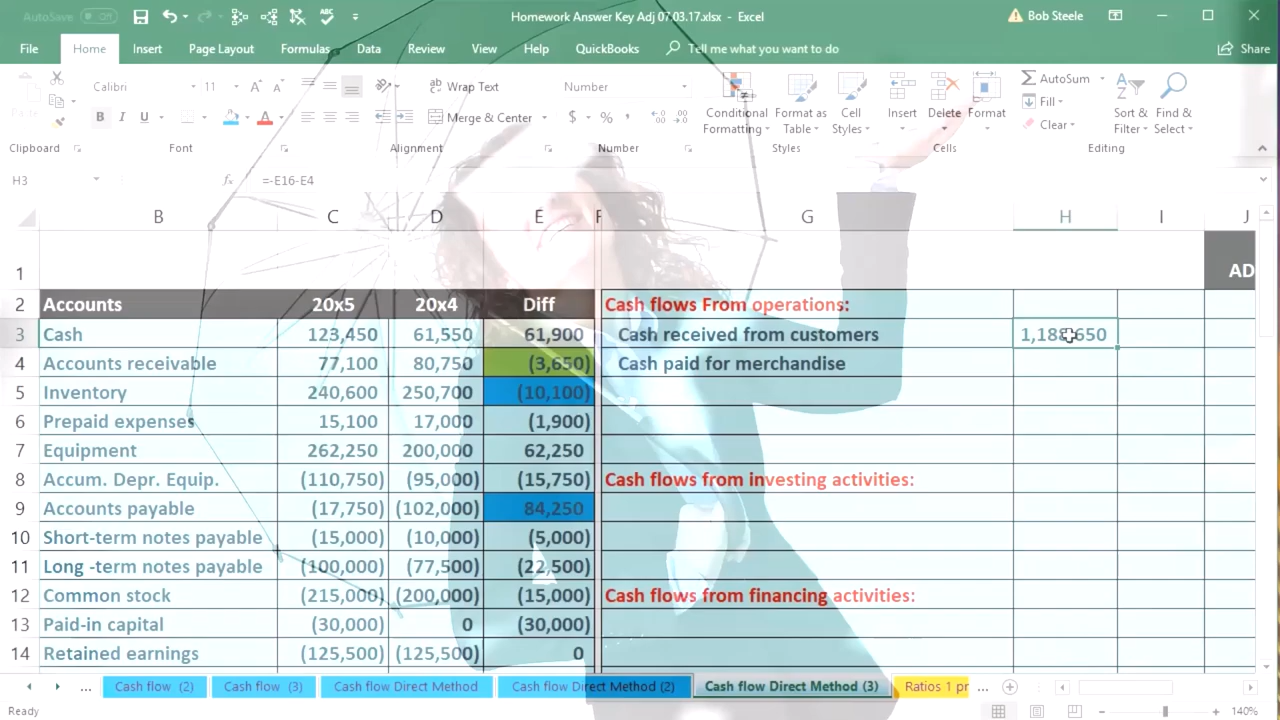 AutoSave Off Homework Answer Key Adj 07.03.17.xlsx - Excel Bob Steele
File Home Insert Page Layout Formulas Data Review View Help QuickBooks Tell me what you want to do Share
Calibri 11 Wrap Text Number AutoSum
B I U Merge & Center $ % , Conditional Formatting Format as Table Cell Styles Insert Delete Format Fill Clear Sort & Filter Find & Select
Clipboard Font Alignment Number Styles Cells Editing
H3 fx =-E16-E4
B C D E F G H I J
1 AD
2 Accounts 20x5 20x4 Diff Cash flows From operations:
3 Cash 123,450 61,550 61,900 Cash received from customers 1,188,650
4 Accounts receivable 77,100 80,750 (3,650) Cash paid for merchandise
5 Inventory 240,600 250,700 (10,100)
6 Prepaid expenses 15,100 17,000 (1,900)
7 Equipment 262,250 200,000 62,250
8 Accum. Depr. Equip. (110,750) (95,000) (15,750) Cash flows from investing activities:
9 Accounts payable (17,750) (102,000) 84,250
10 Short-term notes payable (15,000) (10,000) (5,000)
11 Long -term notes payable (100,000) (77,500) (22,500)
12 Common stock (215,000) (200,000) (15,000) Cash flows from financing activities:
13 Paid-in capital (30,000) 0 (30,000)
14 Retained earnings (125,500) (125,500) 0
... Cash flow (2) Cash flow (3) Cash flow Direct Method Cash flow Direct Method (2) Cash flow Direct Method (3) Ratios 1 pr ...
Ready 140%